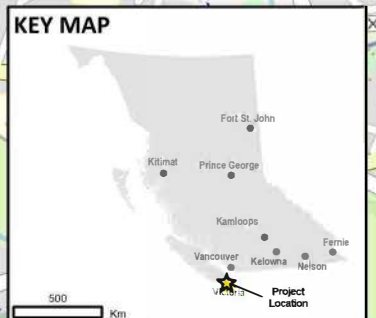 KEY MAP
Fort St. John
Kitimat
Prince George
Kamloops
Fernie
Vancouver
Kelowna
Nelson
Victoria
Project
Location
500
Km